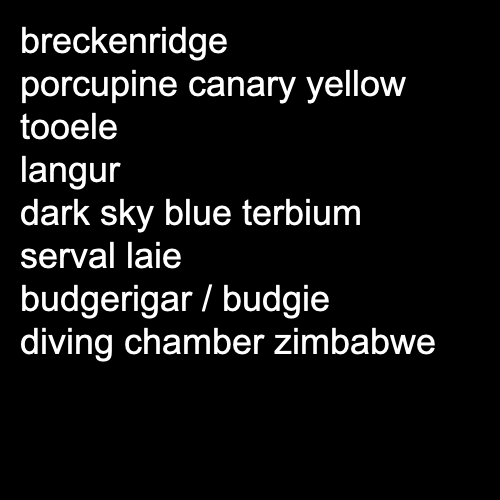 breckenridge
porcupine canary yellow
tooele
langur
dark sky blue terbium
serval laie
budgerigar / budgie
diving chamber zimbabwe